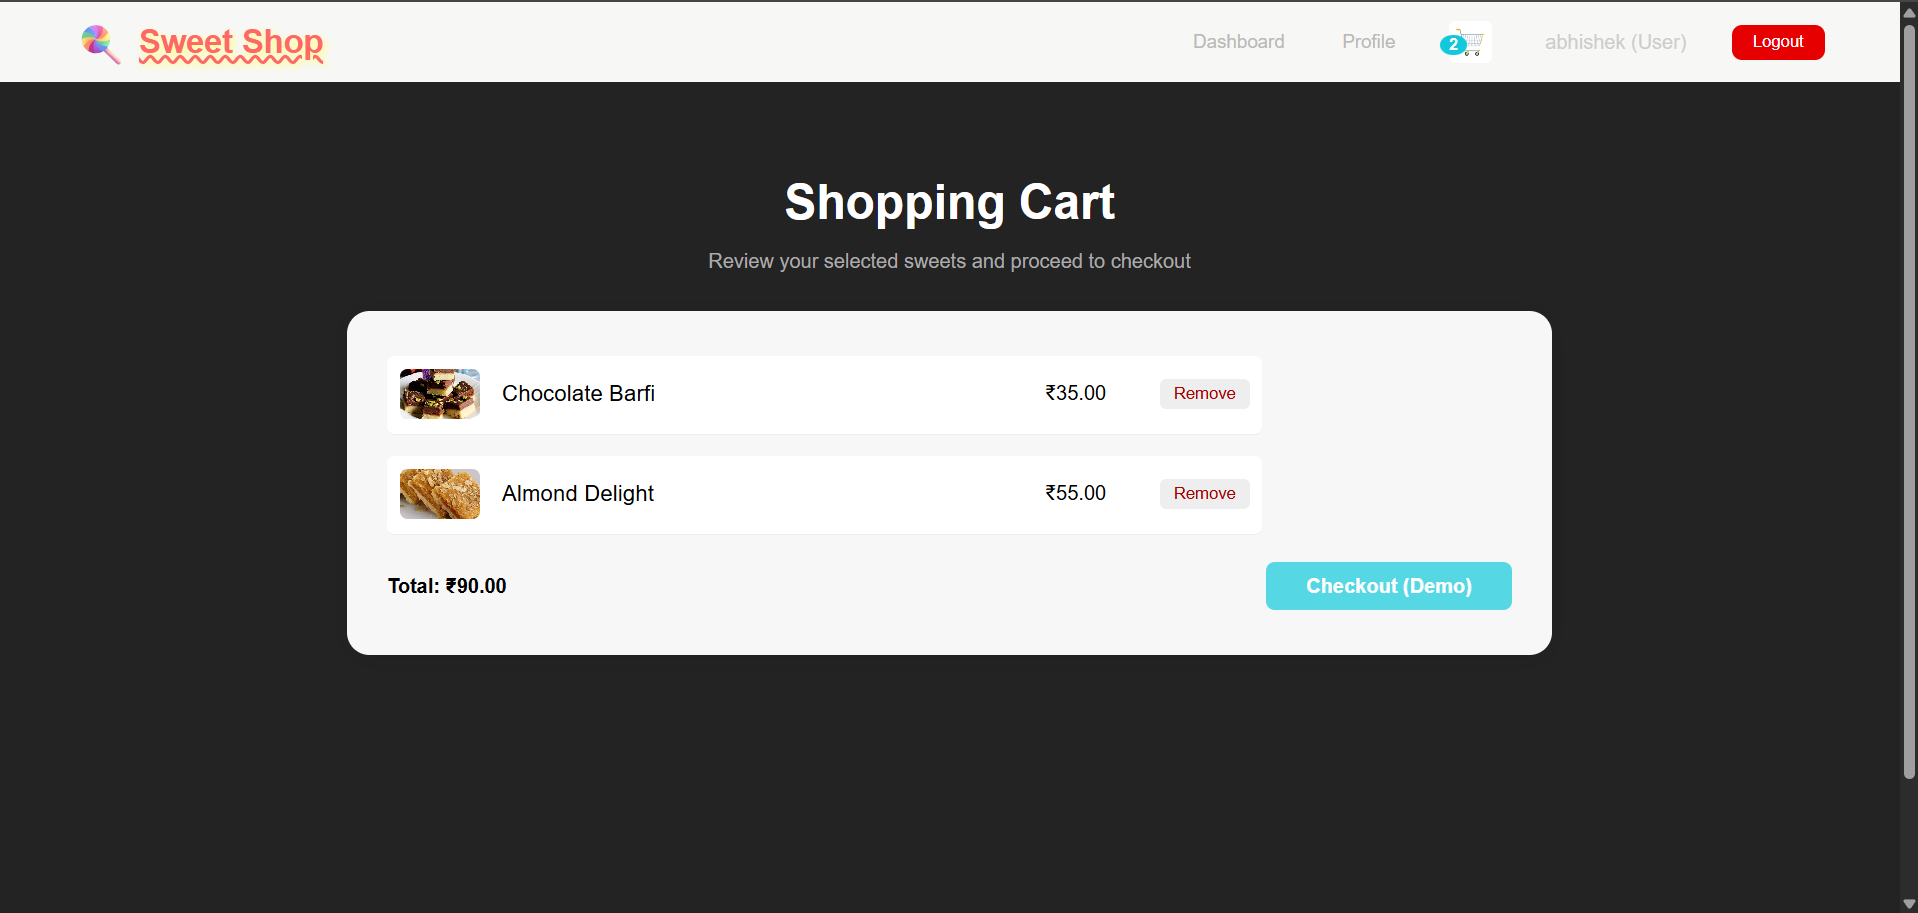 Sweet Shop
Dashboard
Profile
2
abhishek (User)
Logout
Shopping Cart
Review your selected sweets and proceed to checkout
Chocolate Barfi ₹35.00 Remove
Almond Delight ₹55.00 Remove
Total: ₹90.00
Checkout (Demo)